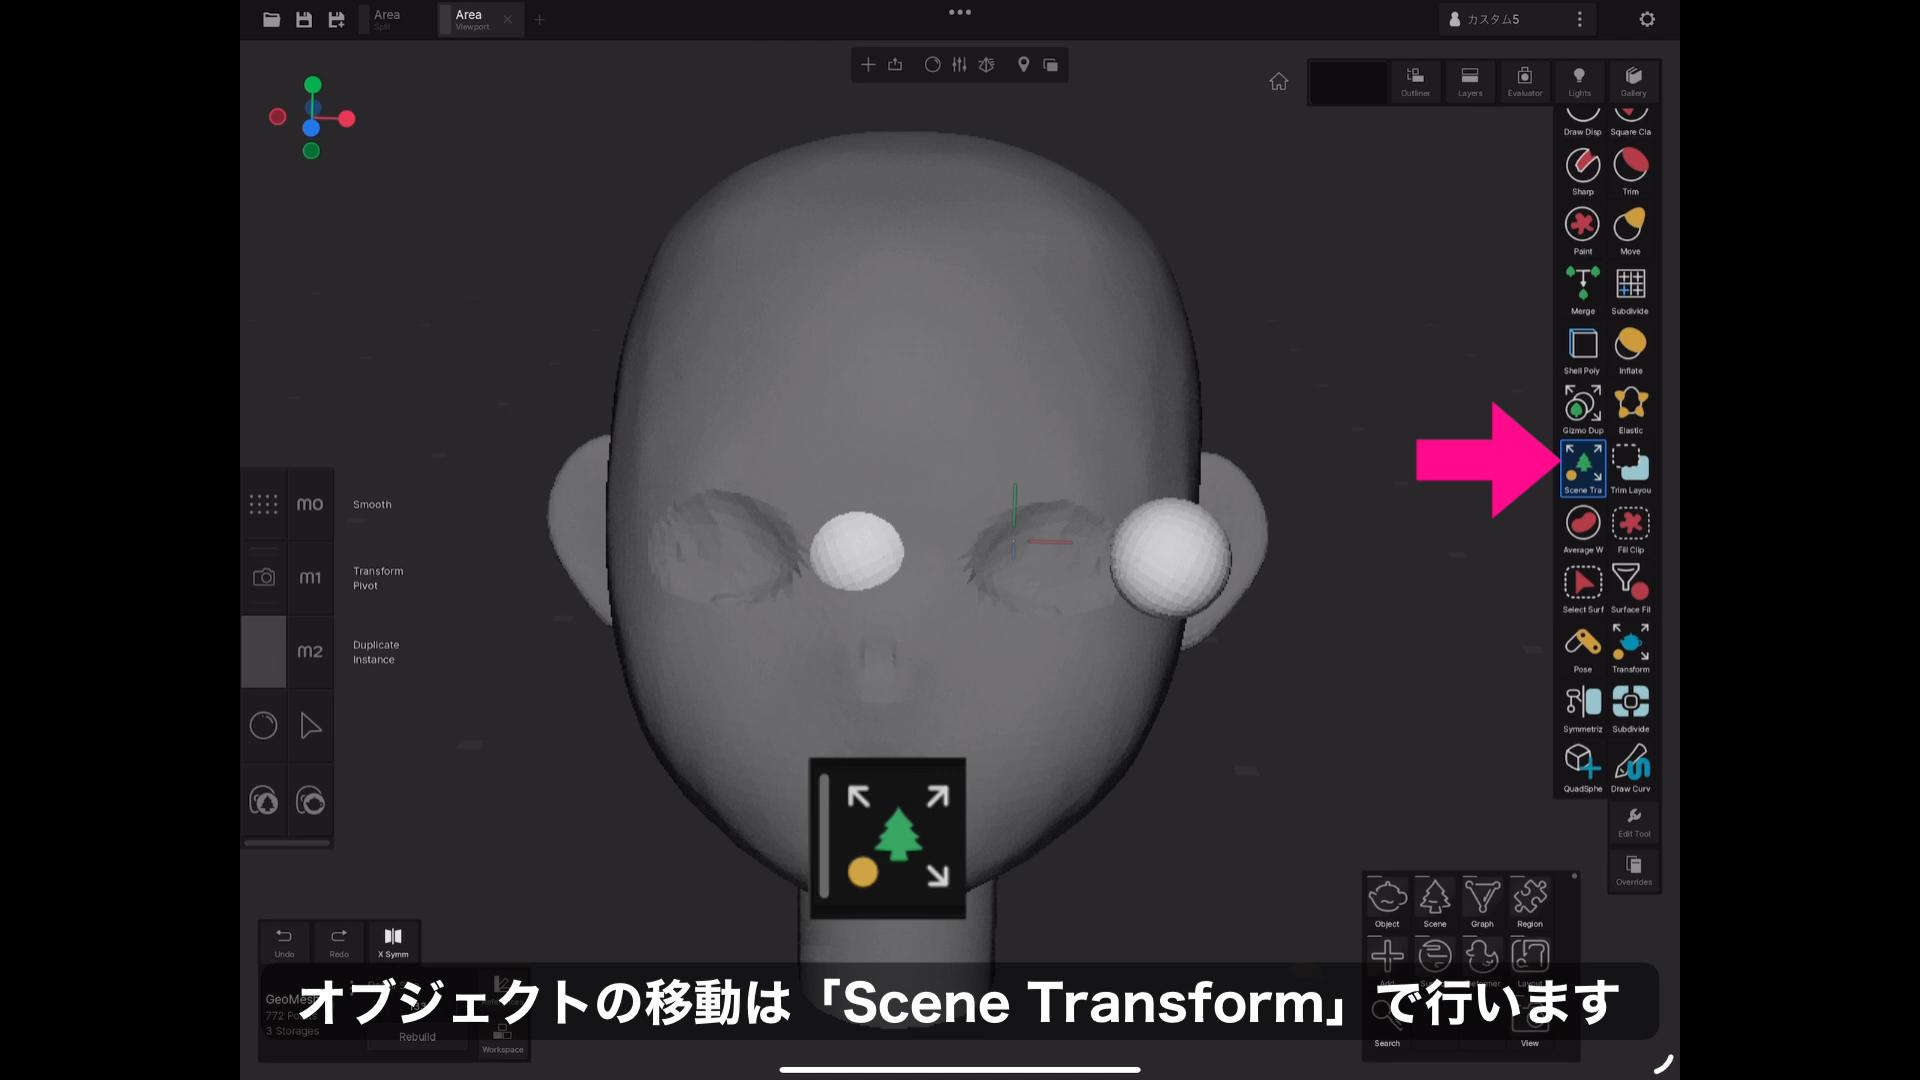 Area
Split
Area
Viewport
カスタム5
Outliner
Layers
Evaluator
Lights
Gallery
Draw Disp
Square Cla
Sharp
Trim
Paint
Move
Merge
Subdivide
Shell Poly
Inflate
Gizmo Dup
Elastic
Scene Tra
Trim Layou
Average W
Fill Clip
Select Surf
Surface Fil
Pose
Transform
Symmetriz
Subdivide
QuadSphe
Draw Curv
Edit Tool
Overrides
m0
Smooth
m1
Transform
Pivot
m2
Duplicate
Instance
Object
Scene
Graph
Region
Undo
Redo
X Symm
オブジェクトの移動は「Scene Transform」で行います
GeoMesh
772
3 Storages
Rebuild
Workspace
Search
View